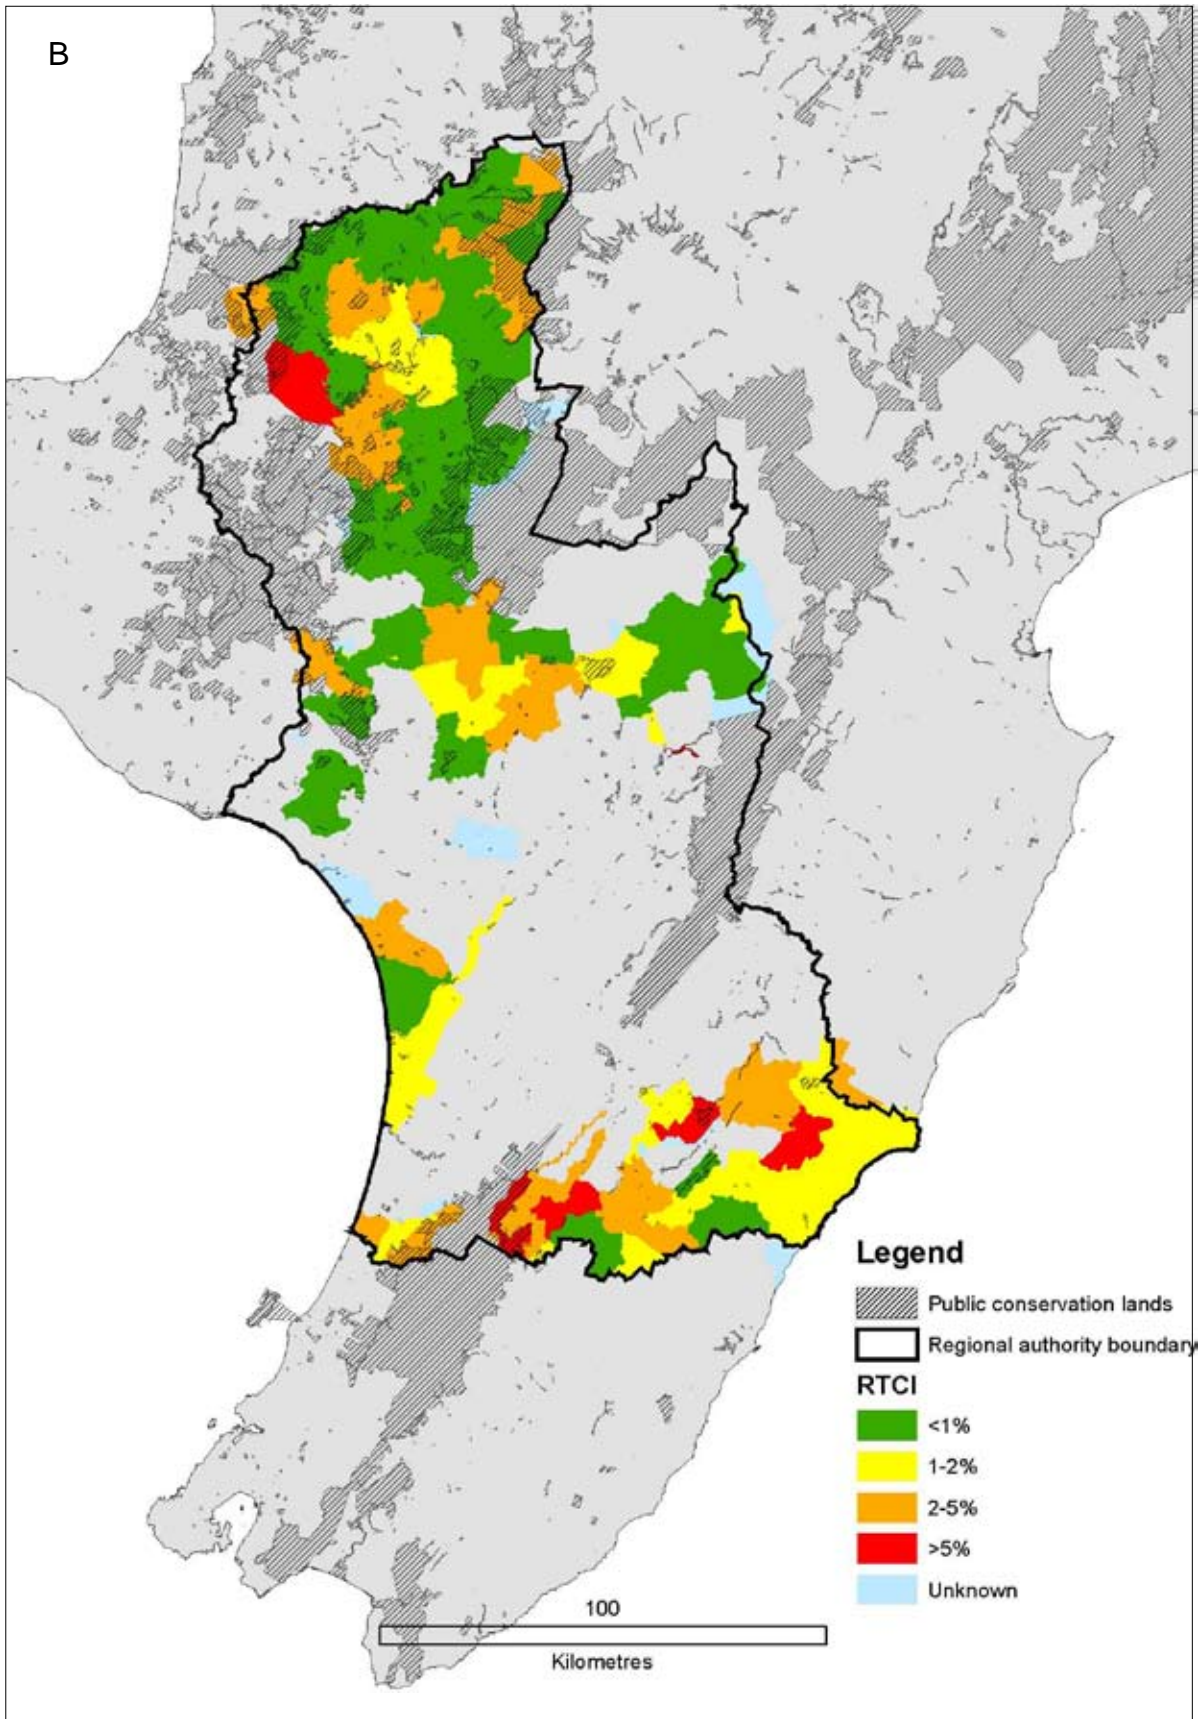 B
Legend
Public conservation lands
Regional authority boundary
RTCI
<1%
1-2%
2-5%
>5%
Unknown
100
Kilometres